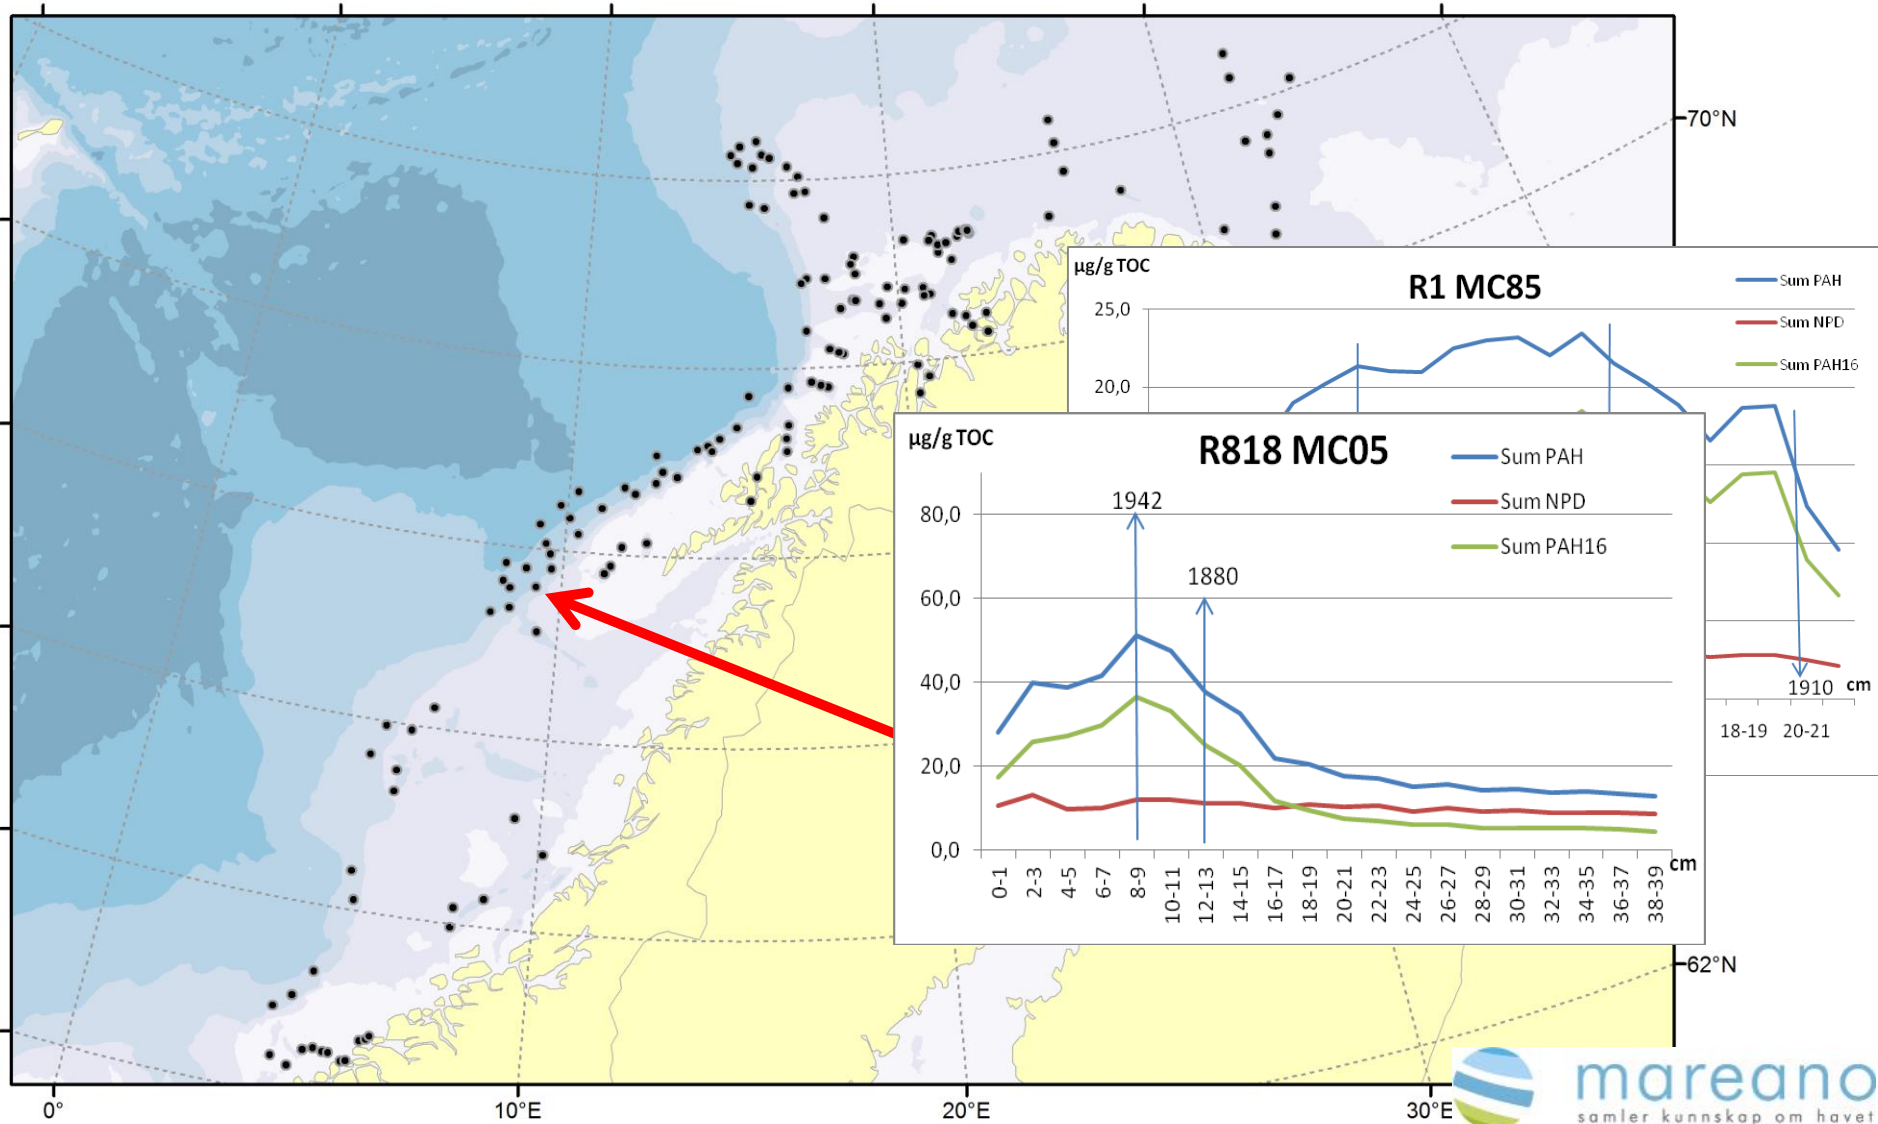 70°N
µg/g TOC
R1 MC85
Sum PAH
25,0
Sum NPD
Sum PAH16
20,0
µg/g TOC
R818 MC05
Sum PAH
1942
Sum NPD
80,0
Sum PAH16
1880
60,0
40,0
1910 cm
18-19 20-21
20,0
0,0
cm
0-1 2-3 4-5 6-7 8-9 10-11 12-13 14-15 16-17 18-19 20-21 22-23 24-25 26-27 28-29 30-31 32-33 34-35 36-37 38-39
62°N
0° 10°E 20°E 30°E
mareano
samler kunnskap om havet